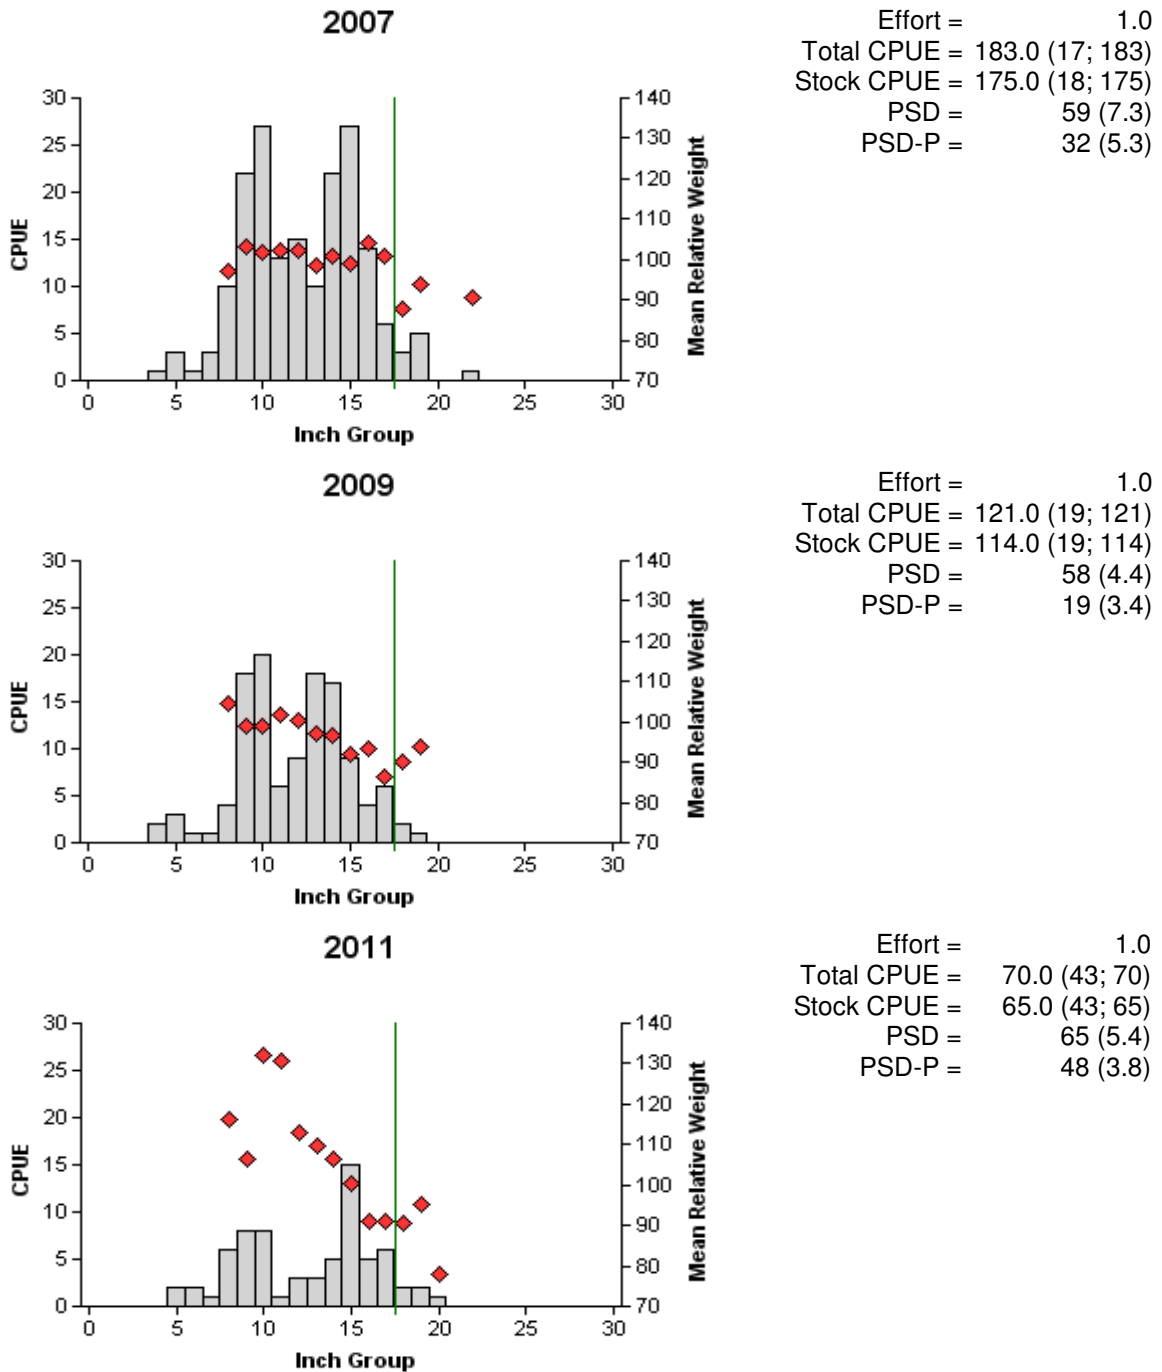 2007
Effort = 1.0
Total CPUE = 183.0 (17; 183)
Stock CPUE = 175.0 (18; 175)
PSD = 59 (7.3)
PSD-P = 32 (5.3)
30 140
25 130
20 120
15 110
10 100
5 90
0 80
70
CPUE
Mean Relative Weight
0 5 10 15 20 25 30
Inch Group
2009
Effort = 1.0
Total CPUE = 121.0 (19; 121)
Stock CPUE = 114.0 (19; 114)
PSD = 58 (4.4)
PSD-P = 19 (3.4)
30 140
25 130
20 120
15 110
10 100
5 90
0 80
70
CPUE
Mean Relative Weight
0 5 10 15 20 25 30
Inch Group
2011
Effort = 1.0
Total CPUE = 70.0 (43; 70)
Stock CPUE = 65.0 (43; 65)
PSD = 65 (5.4)
PSD-P = 48 (3.8)
30 140
25 130
20 120
15 110
10 100
5 90
0 80
70
CPUE
Mean Relative Weight
0 5 10 15 20 25 30
Inch Group